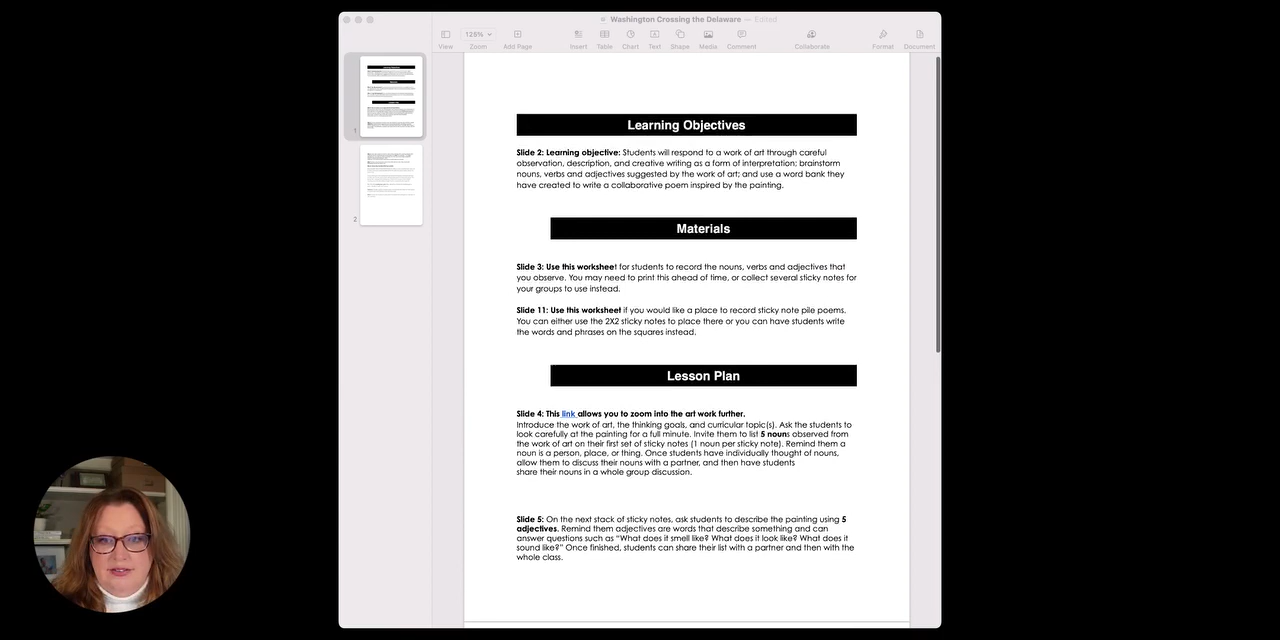 Washington Crossing the Delaware — Edited
125%
View Zoom Add Page Insert Table Chart Text Shape Media Comment Collaborate Format Document
1
2
Learning Objectives
Slide 2: Learning objective: Students will respond to a work of art through careful
observation, description, and creative writing as a form of interpretation; brainstorm
nouns, verbs and adjectives suggested by the work of art; and use a word bank they
have created to write a collaborative poem inspired by the painting.
Materials
Slide 3: Use this worksheet for students to record the nouns, verbs and adjectives that
you observe. You may need to print this ahead of time, or collect several sticky notes for
your groups to use instead.
Slide 11: Use this worksheet if you would like a place to record sticky note pile poems.
You can either use the 2X2 sticky notes to place there or you can have students write
the words and phrases on the squares instead.
Lesson Plan
Slide 4: This link allows you to zoom into the art work further.
Introduce the work of art, the thinking goals, and curricular topic(s). Ask the students to
look carefully at the painting for a full minute. Invite them to list 5 nouns observed from
the work of art on their first set of sticky notes (1 noun per sticky note). Remind them a
noun is a person, place, or thing. Once students have individually thought of nouns,
allow them to discuss their nouns with a partner, and then have students
share their nouns in a whole group discussion.
Slide 5: On the next stack of sticky notes, ask students to describe the painting using 5
adjectives. Remind them adjectives are words that describe something and can
answer questions such as “What does it smell like? What does it look like? What does it
sound like?” Once finished, students can share their list with a partner and then with the
whole class.